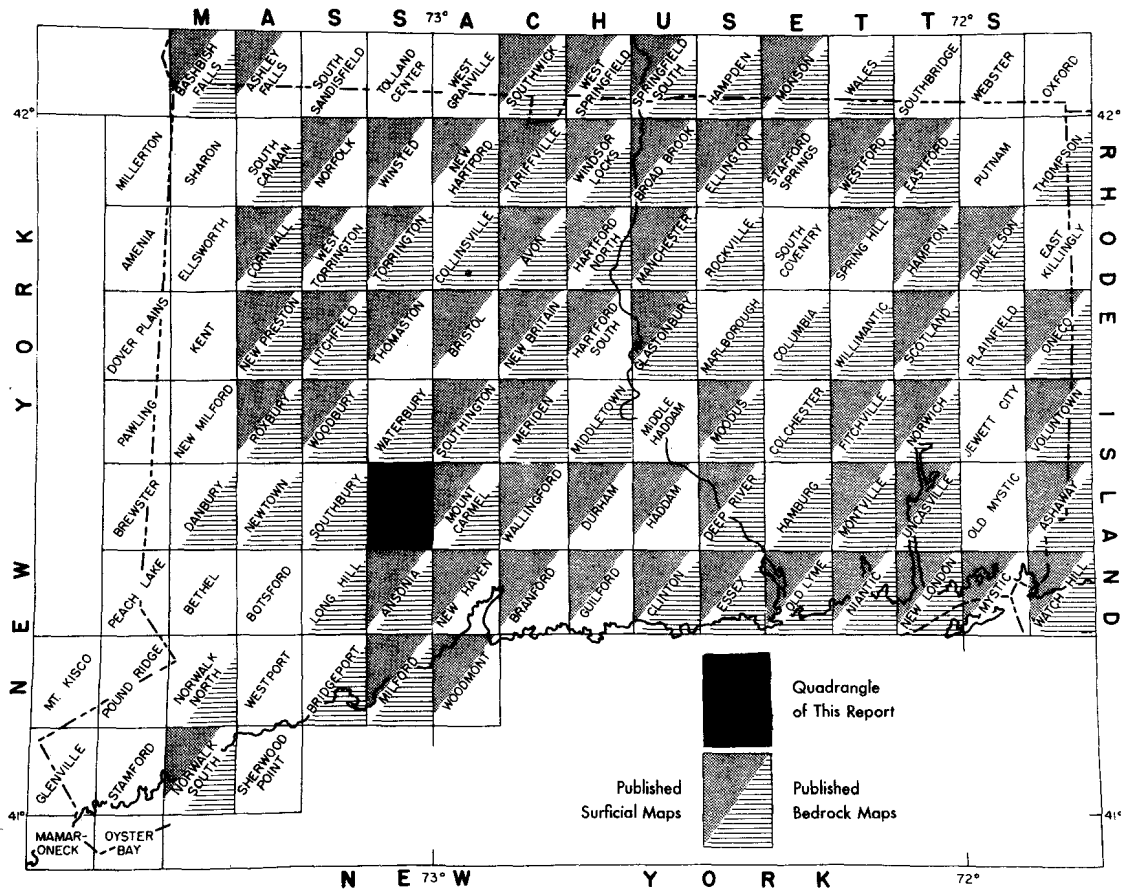 M A S S A C H U S E T T S
73°
72°
BASHBISH FALLS
ASHLEY FALLS
SOUTH SANDISFIELD
TOLLAND CENTER
WEST GRANVILLE
SOUTHWICK
WEST SPRINGFIELD
SPRINGFIELD SOUTH
HAMPDEN
MONSON
WALES
SOUTHBRIDGE
WEBSTER
OXFORD
42°
42°
MILLERTON
SHARON
SOUTH CANAAN
NORFOLK
WINSTED
NEW HARTFORD
TARIFFVILLE
WINDSOR LOCKS
BROAD BROOK
ELLINGTON
STAFFORD SPRINGS
WESTFORD
EASTFORD
PUTNAM
THOMPSON
AMENIA
ELLSWORTH
CORNWALL
WEST TORRINGTON
TORRINGTON
COLLINSVILLE
AVON
HARTFORD NORTH
MANCHESTER
ROCKVILLE
SOUTH COVENTRY
SPRING HILL
HAMPTON
DANIELSON
EAST KILLINGLY
DOVER PLAINS
KENT
NEW PRESTON
LITCHFIELD
THOMASTON
BRISTOL
NEW BRITAIN
HARTFORD SOUTH
GLASTONBURY
MARLBOROUGH
COLUMBIA
WILLIMANTIC
SCOTLAND
PLAINFIELD
ONECO
PAWLING
NEW MILFORD
ROXBURY
WOODBURY
WATERBURY
SOUTHINGTON
MERIDEN
MIDDLETOWN
MIDDLE HADDAM
MOODUS
COLCHESTER
FITCHVILLE
NORWICH
JEWETT CITY
VOLUNTOWN
BREWSTER
DANBURY
NEWTOWN
SOUTHBURY
MOUNT CARMEL
WALLINGFORD
DURHAM
HADDAM
DEEP RIVER
HAMBURG
MONTVILLE
UNCASVILLE
OLD MYSTIC
ASHAWAY
PEACH LAKE
BETHEL
BOTSFORD
LONG HILL
ANSONIA
NEW HAVEN
BRANFORD
GUILFORD
CLINTON
ESSEX
OLD LYME
NIANTIC
NEW LONDON
MYSTIC
WATCH HILL
MT. KISCO
POUND RIDGE
NORWALK NORTH
WESTPORT
BRIDGEPORT
MILFORD
WOODMONT
GLENVILLE
STAMFORD
NORWALK SOUTH
SHERWOOD POINT
MAMAR-
ONECK
OYSTER
BAY
N E W Y O R K
R H O D E I S L A N D
Quadrangle
of This Report
Published
Surficial Maps
Published
Bedrock Maps
41°
41°
73°
72°
N E W Y O R K